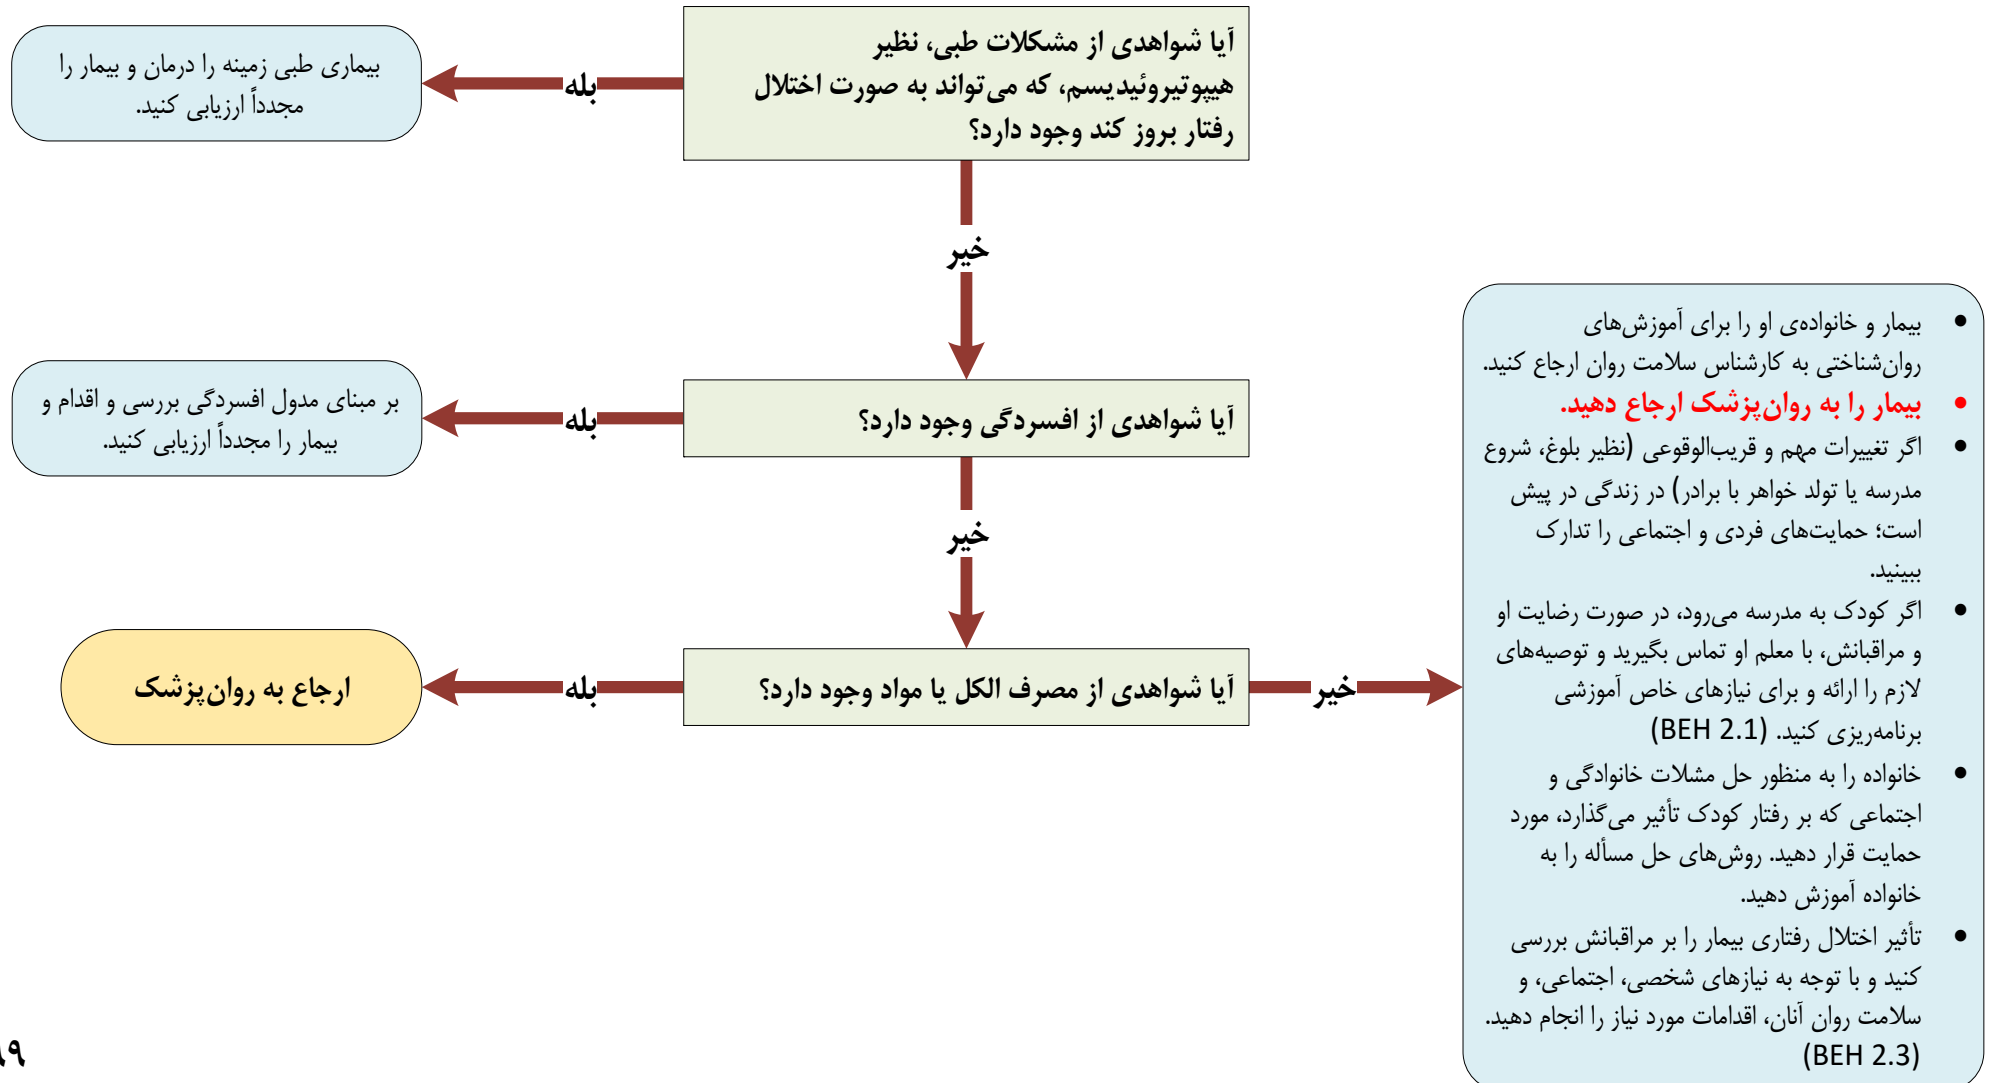 آیا شواهدی از مشکلات طبی، نظیر
هیپوتیروئیدیسم، که می‌تواند به صورت اختلال
رفتار بروز کند وجود دارد؟
بله
بیماری طبی زمینه را درمان و بیمار را
مجدداً ارزیابی کنید.
خیر
آیا شواهدی از افسردگی وجود دارد؟
بله
بر مبنای مدول افسردگی بررسی و اقدام و
بیمار را مجدداً ارزیابی کنید.
خیر
آیا شواهدی از مصرف الکل یا مواد وجود دارد؟
بله
ارجاع به روان‌پزشک
خیر
• بیمار و خانواده‌ی او را برای آموزش‌های
روان‌شناختی به کارشناس سلامت روان ارجاع کنید.
• بیمار را به روان‌پزشک ارجاع دهید.
• اگر تغییرات مهم و قریب‌الوقوعی (نظیر بلوغ، شروع
مدرسه یا تولد خواهر با برادر) در زندگی در پیش
است؛ حمایت‌های فردی و اجتماعی را تدارک
ببینید.
• اگر کودک به مدرسه می‌رود، در صورت رضایت او
و مراقبانش، با معلم او تماس بگیرید و توصیه‌های
لازم را ارائه و برای نیازهای خاص آموزشی
برنامه‌ریزی کنید. (BEH 2.1)
• خانواده را به منظور حل مشلات خانوادگی و
اجتماعی که بر رفتار کودک تأثیر می‌گذارد، مورد
حمایت قرار دهید. روش‌های حل مسأله را به
خانواده آموزش دهید.
• تأثیر اختلال رفتاری بیمار را بر مراقبانش بررسی
کنید و با توجه به نیازهای شخصی، اجتماعی، و
سلامت روان آنان، اقدامات مورد نیاز را انجام دهید.
(BEH 2.3)